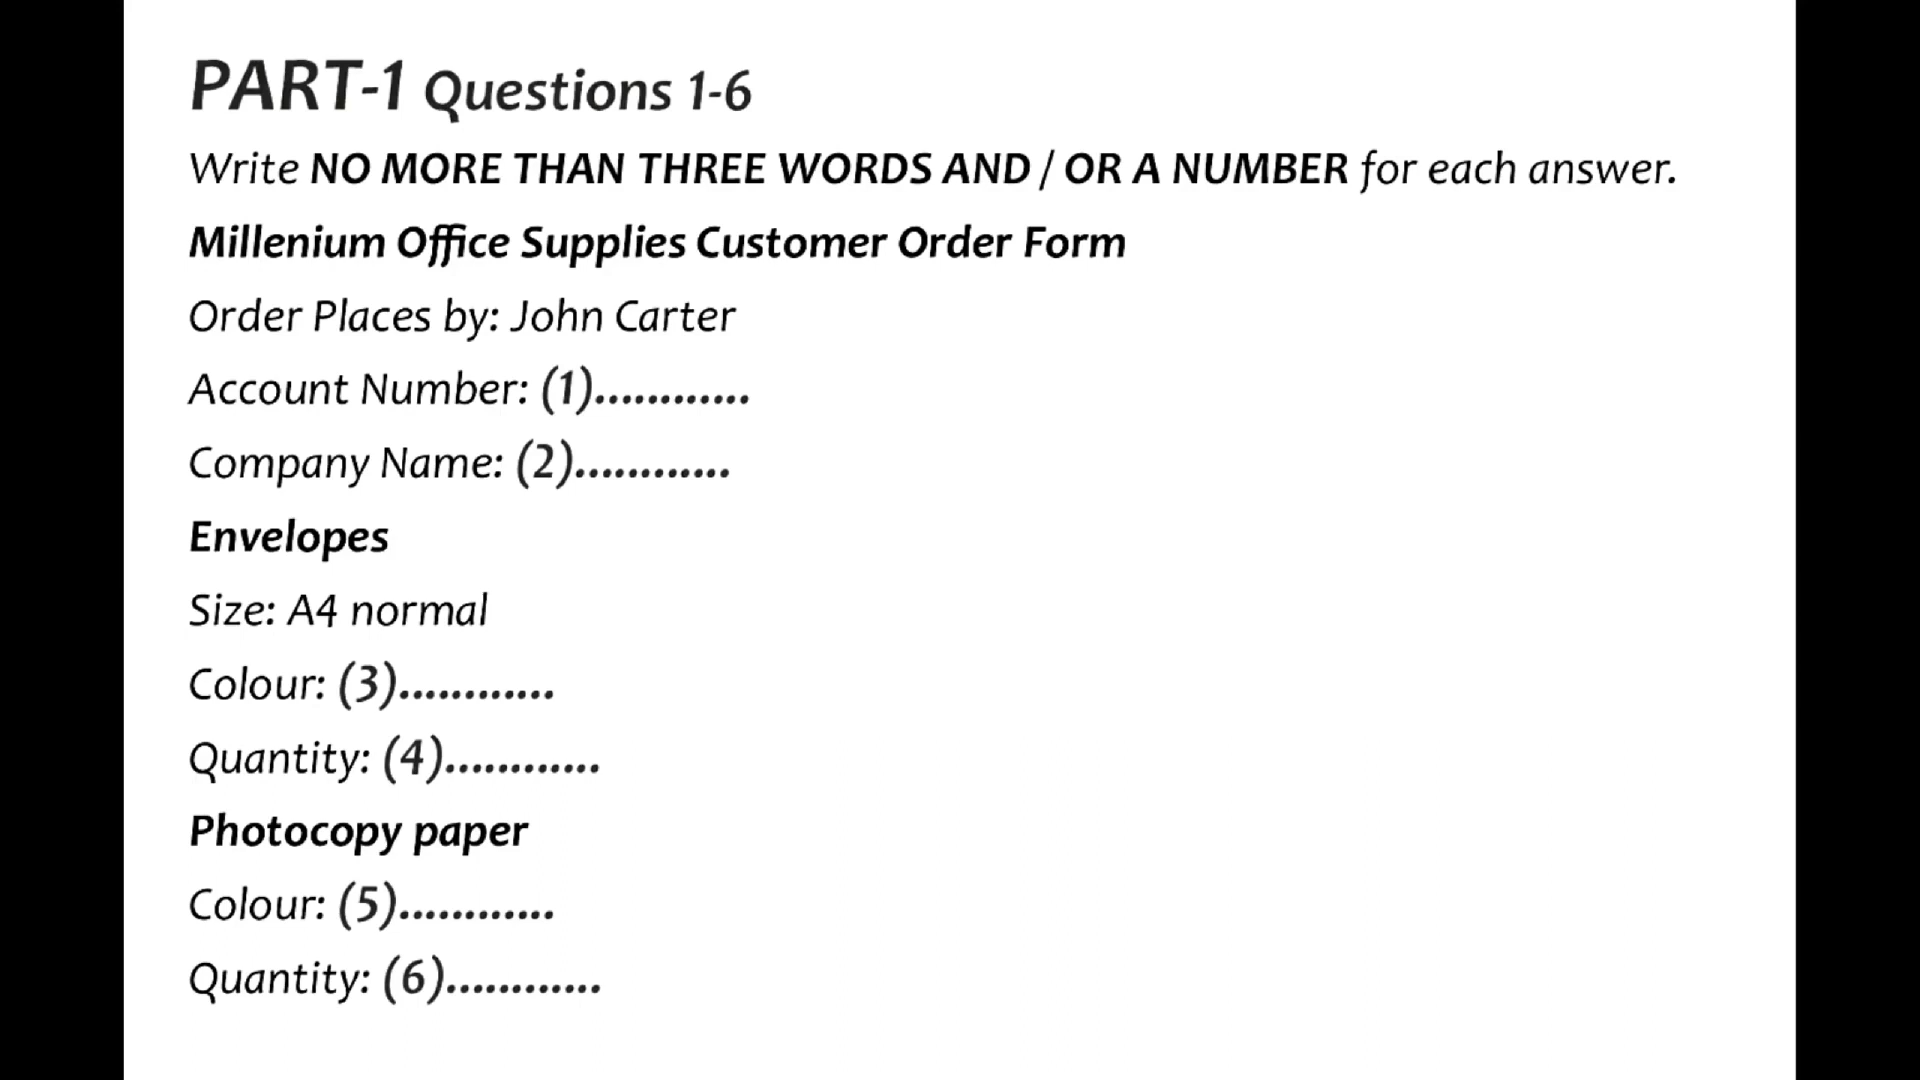 PART-1 Questions 1-6
Write NO MORE THAN THREE WORDS AND / OR A NUMBER for each answer.
Millenium Office Supplies Customer Order Form
Order Places by: John Carter
Account Number: (1)............
Company Name: (2)............
Envelopes
Size: A4 normal
Colour: (3)............
Quantity: (4)............
Photocopy paper
Colour: (5)............
Quantity: (6)............